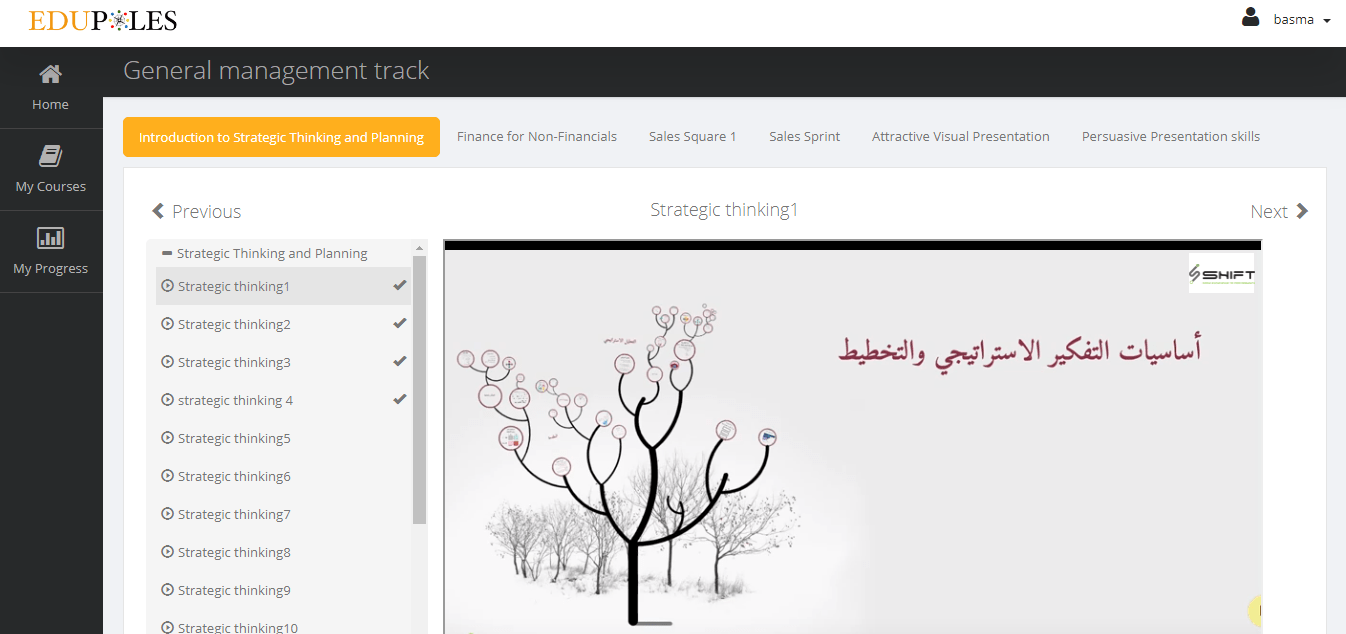 EDUPOLES
basma
General management track
Home
My Courses
My Progress
Introduction to Strategic Thinking and Planning
Finance for Non-Financials
Sales Square 1
Sales Sprint
Attractive Visual Presentation
Persuasive Presentation skills
Previous
Strategic thinking1
Next
Strategic Thinking and Planning
Strategic thinking1
Strategic thinking2
Strategic thinking3
strategic thinking 4
Strategic thinking5
Strategic thinking6
Strategic thinking7
Strategic thinking8
Strategic thinking9
Strategic thinking10
SHIFT
أساسيات التفكير الاستراتيجي والتخطيط